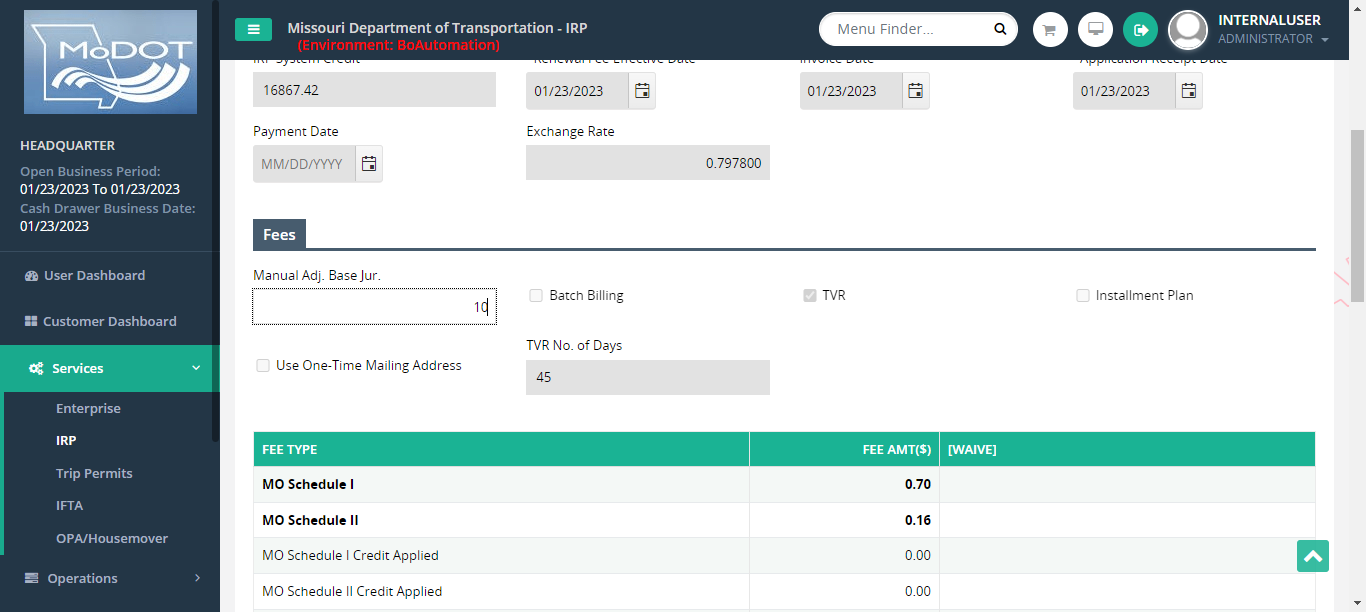 MoDOT
HEADQUARTER
Open Business Period:
01/23/2023 To 01/23/2023
Cash Drawer Business Date:
01/23/2023
User Dashboard
Customer Dashboard
Services
Enterprise
IRP
Trip Permits
IFTA
OPA/Housemover
Operations
Missouri Department of Transportation - IRP
(Environment: BoAutomation)
Menu Finder...
INTERNALUSER
ADMINISTRATOR
IRP System Credit
Renewal Fee Effective Date
Invoice Date
Application Receipt Date
16867.42
01/23/2023
01/23/2023
01/23/2023
Payment Date
Exchange Rate
MM/DD/YYYY
0.797800
Fees
Manual Adj. Base Jur.
10
Batch Billing
TVR
Installment Plan
Use One-Time Mailing Address
TVR No. of Days
45
FEE TYPE FEE AMT($) [WAIVE]
MO Schedule I 0.70
MO Schedule II 0.16
MO Schedule I Credit Applied 0.00
MO Schedule II Credit Applied 0.00